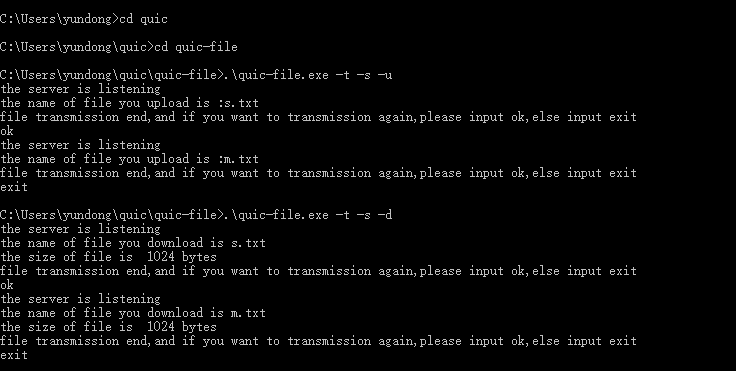 C:\Users\yundong>cd quic
C:\Users\yundong\quic>cd quic-file
C:\Users\yundong\quic\quic-file>.\quic-file.exe -t -s -u
the server is listening
the name of file you upload is :s.txt
file transmission end,and if you want to transmission again,please input ok,else input exit
ok
the server is listening
the name of file you upload is :m.txt
file transmission end,and if you want to transmission again,please input ok,else input exit
exit
C:\Users\yundong\quic\quic-file>.\quic-file.exe -t -s -d
the server is listening
the name of file you download is s.txt
the size of file is  1024 bytes
file transmission end,and if you want to transmission again,please input ok,else input exit
ok
the server is listening
the name of file you download is m.txt
the size of file is  1024 bytes
file transmission end,and if you want to transmission again,please input ok,else input exit
exit